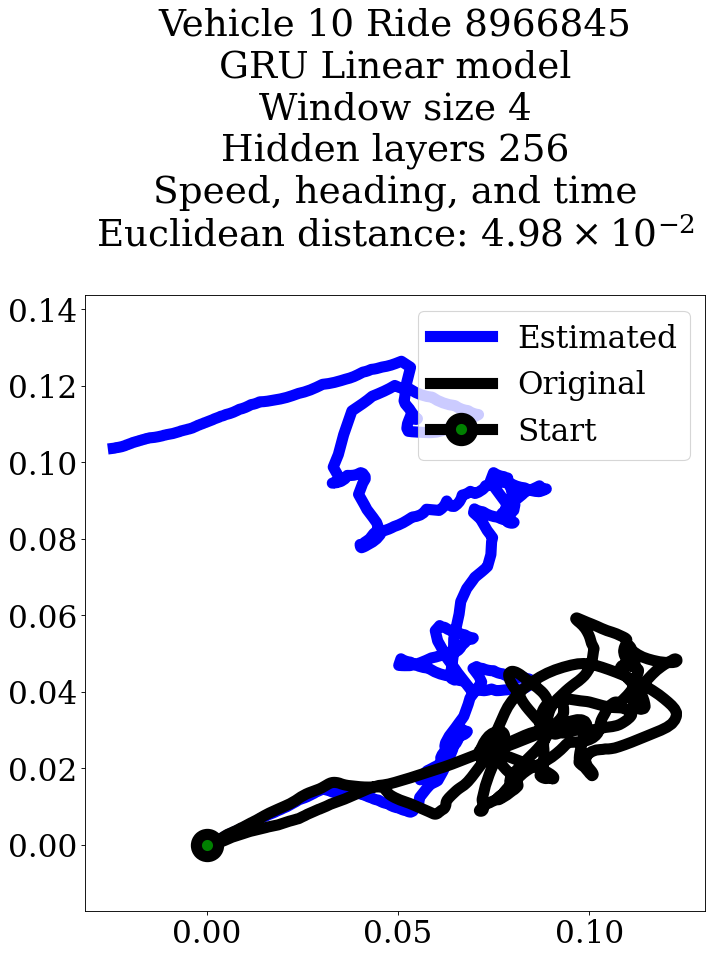 Vehicle 10 Ride 8966845
GRU Linear model
Window size 4
Hidden layers 256
Speed, heading, and time
Euclidean distance: 4.98 × 10⁻²
Estimated
Original
Start
0.14
0.12
0.10
0.08
0.06
0.04
0.02
0.00
0.00 0.05 0.10